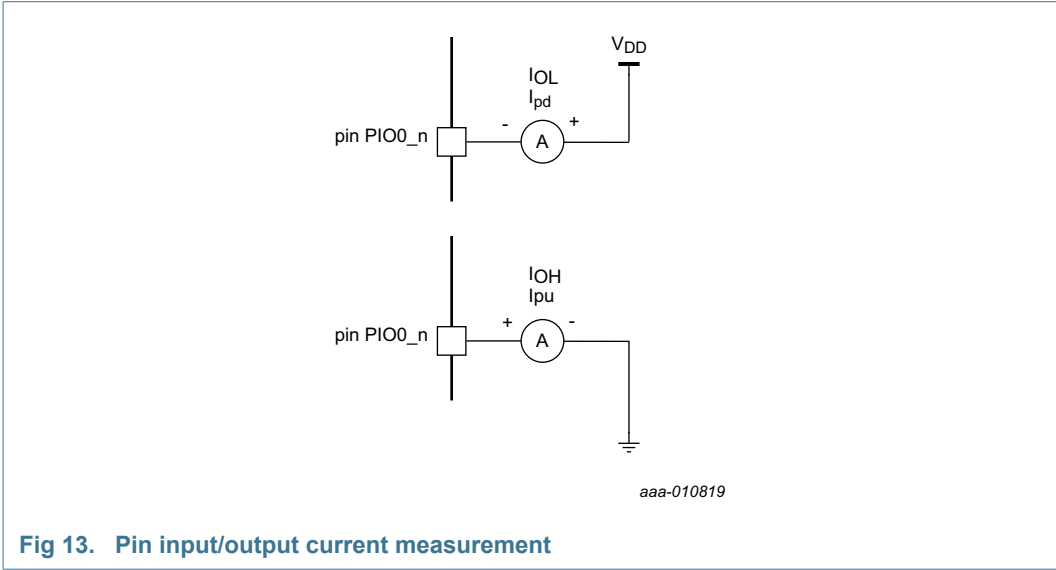 VDD
IOL
Ipd
- +
pin PIO0_n
A
IOH
Ipu
+ -
pin PIO0_n
A
aaa-010819
Fig 13. Pin input/output current measurement